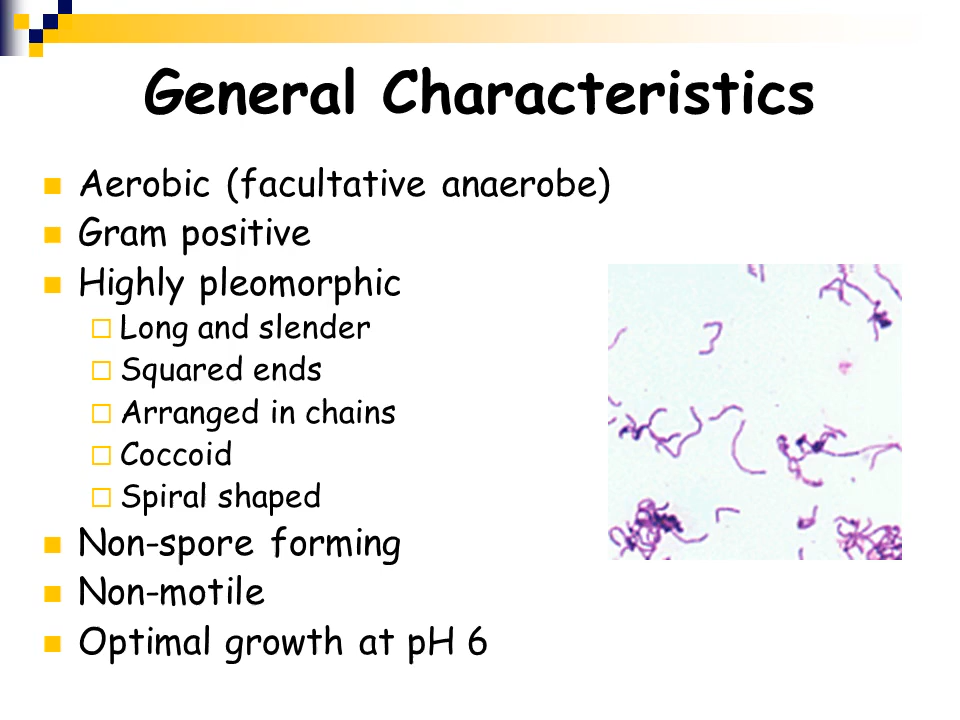 General Characteristics
Aerobic (facultative anaerobe)
Gram positive
Highly pleomorphic
Long and slender
Squared ends
Arranged in chains
Coccoid
Spiral shaped
Non-spore forming
Non-motile
Optimal growth at pH 6